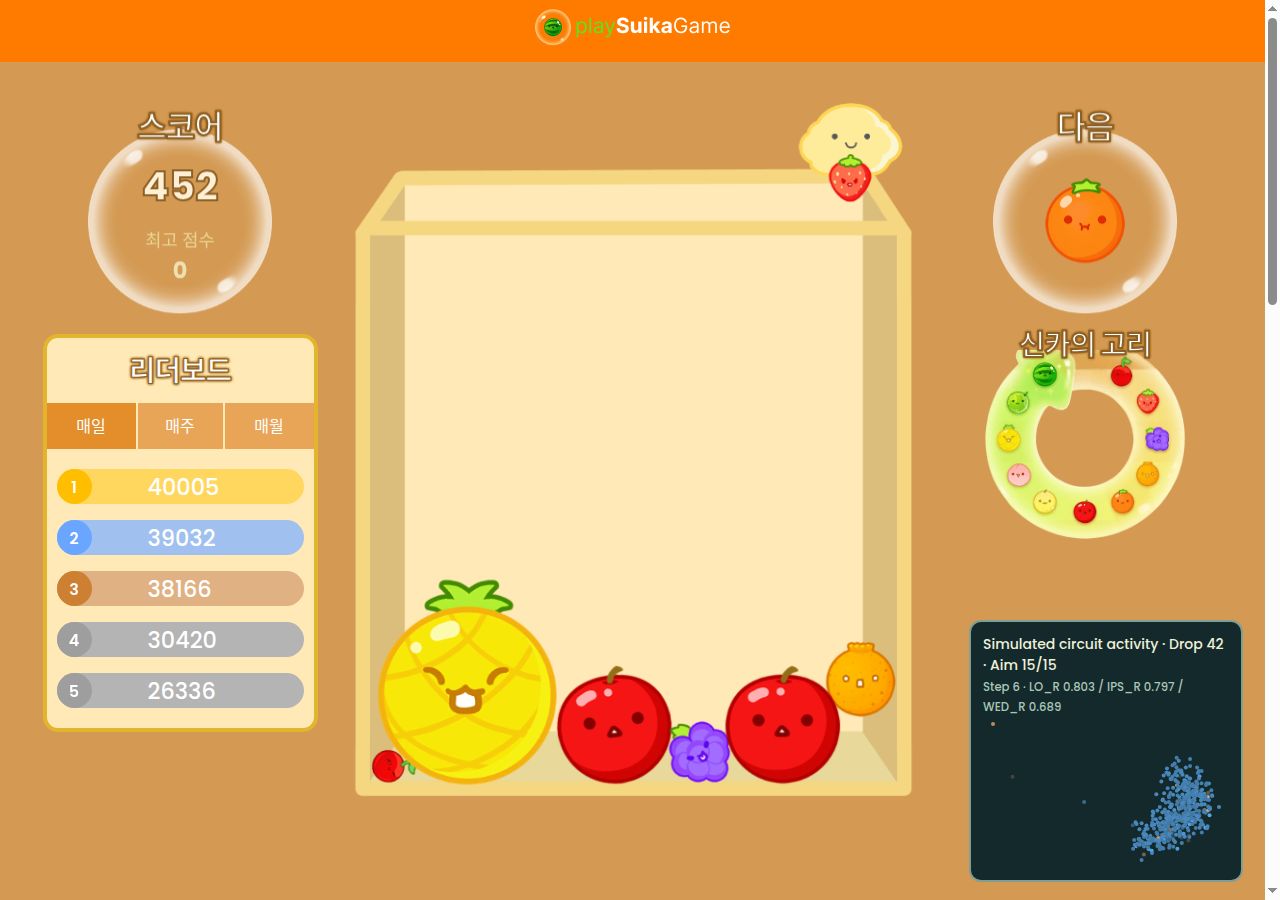 playSuikaGame
스코어
452
최고 점수
0
다음
리더보드
매일 매주 매월
1 40005
2 39032
3 38166
4 30420
5 26336
신카의 고리
Simulated circuit activity · Drop 42
· Aim 15/15
Step 6 · LO_R 0.803 / IPS_R 0.797 /
WED_R 0.689